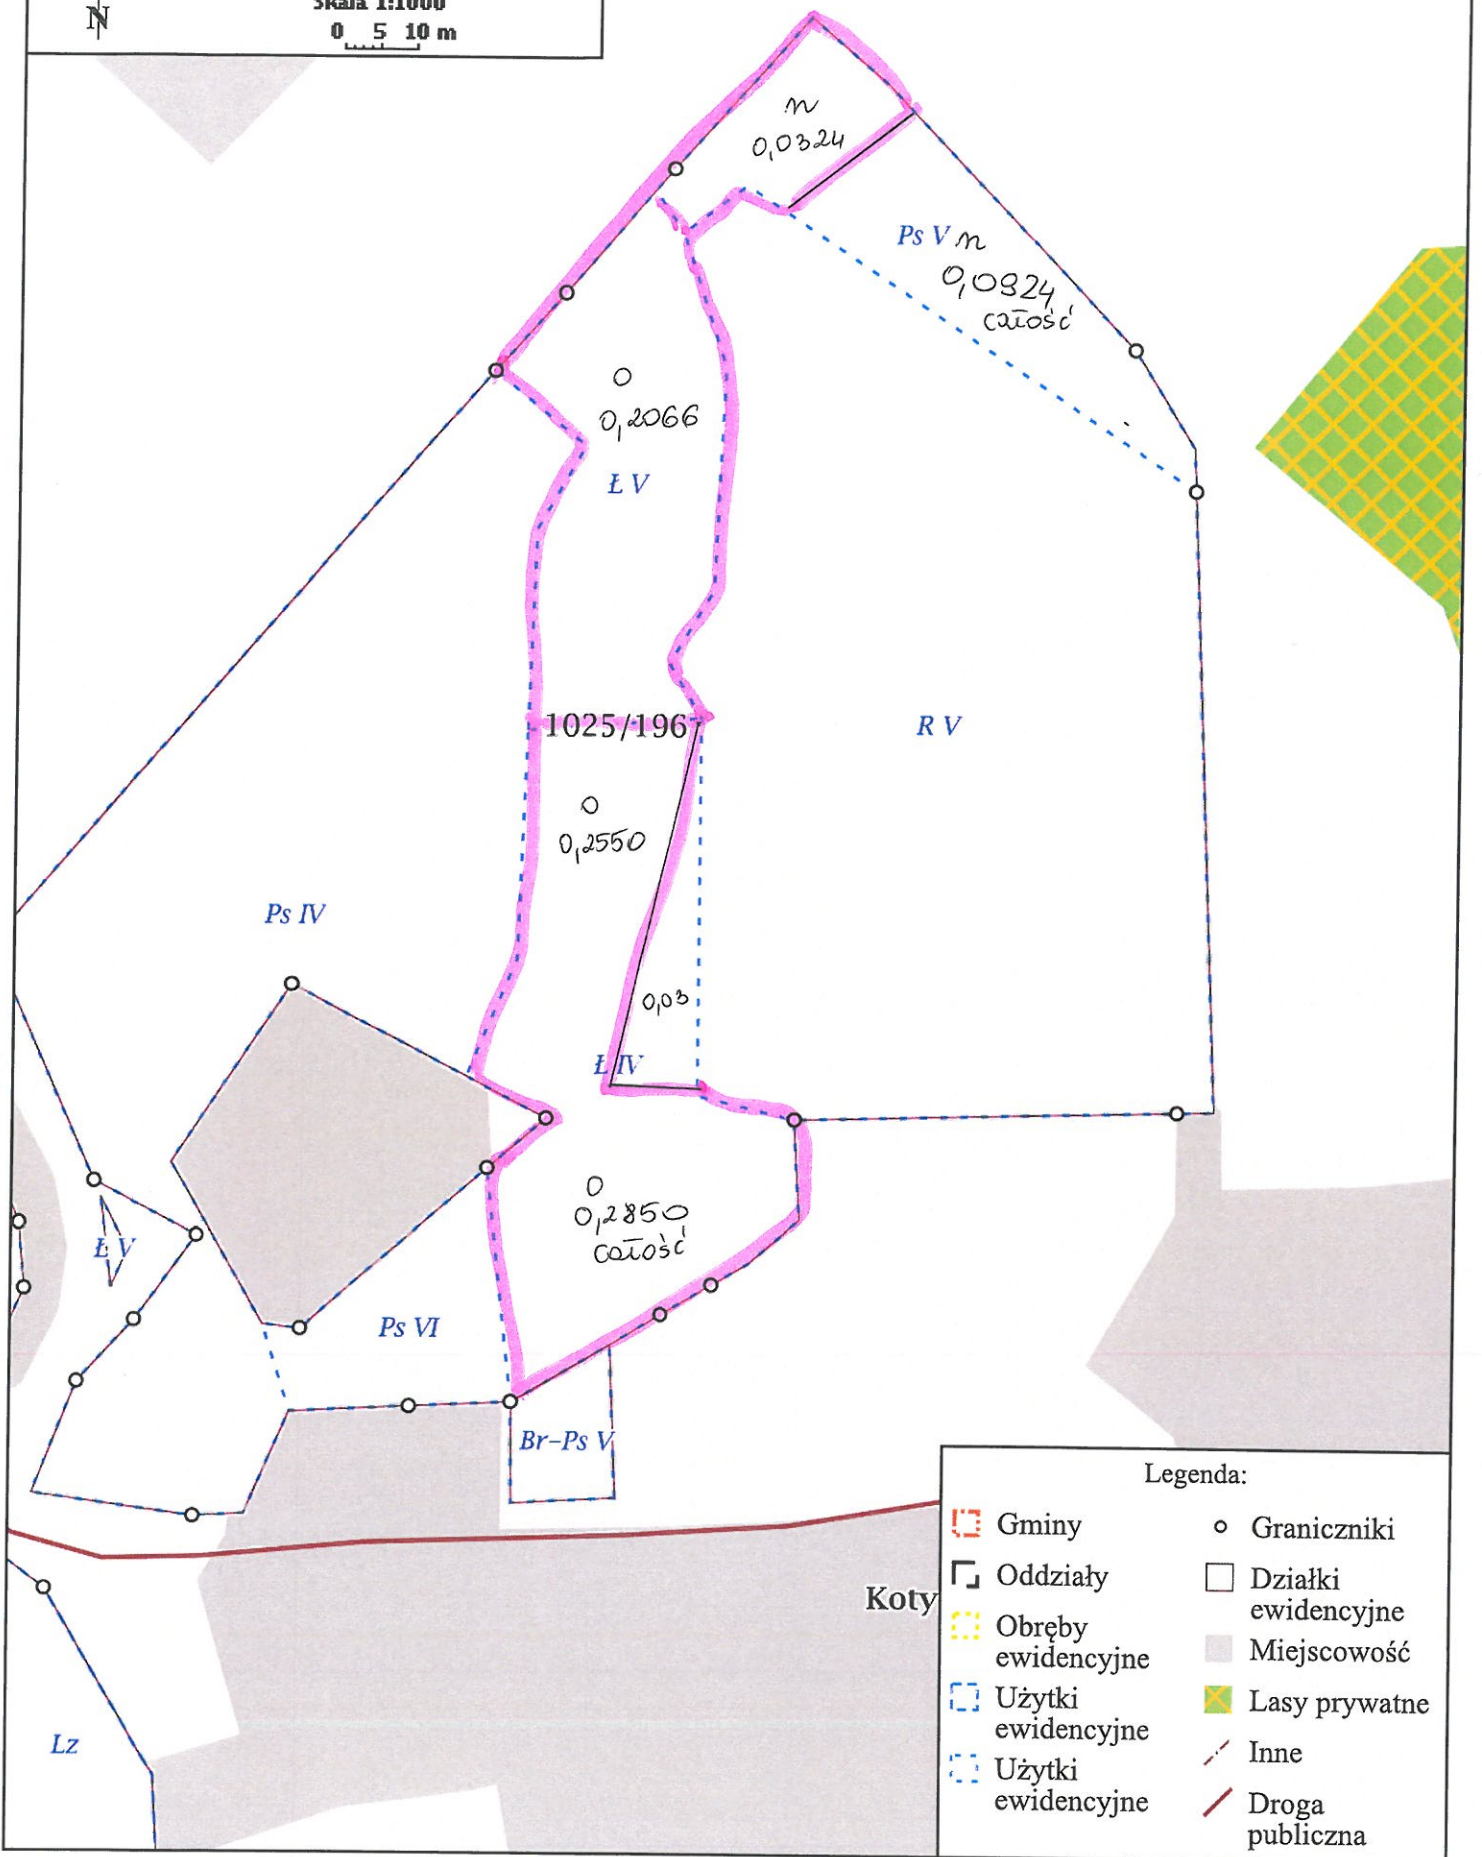 N
Skala 1:1000
0 5 10 m
n
0,0324
Ps V n
0,0924
całość
o
0,2066
Ł V
1025/196
R V
o
0,2550
Ps IV
0,03
Ł IV
o
0,2850
całość
Ł V
Ps VI
Br-Ps V
Koty
Lz
Legenda:
Gminy
Oddziały
Obręby
ewidencyjne
Użytki
ewidencyjne
Użytki
ewidencyjne
Graniczniki
Działki
ewidencyjne
Miejscowość
Lasy prywatne
Inne
Droga
publiczna